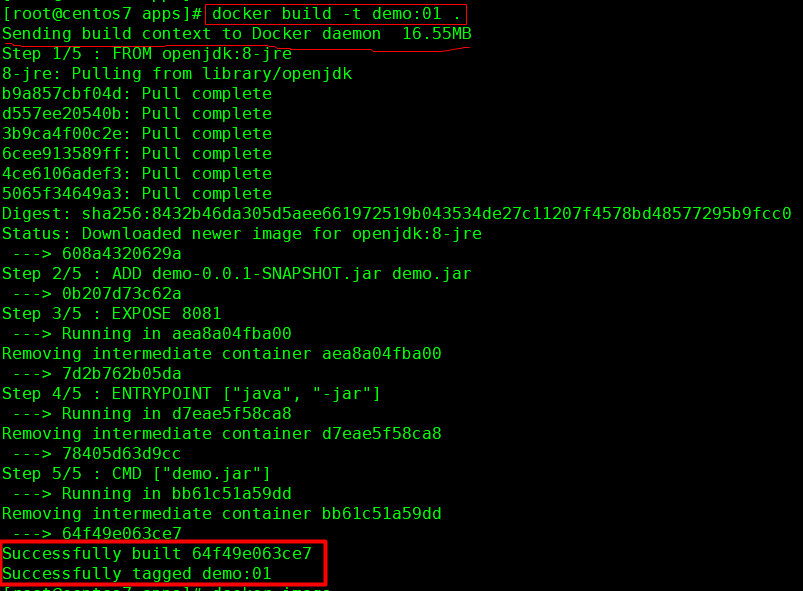 [root@centos7 apps]# docker build -t demo:01 .
Sending build context to Docker daemon  16.55MB
Step 1/5 : FROM openjdk:8-jre
8-jre: Pulling from library/openjdk
b9a857cbf04d: Pull complete
d557ee20540b: Pull complete
3b9ca4f00c2e: Pull complete
6cee913589ff: Pull complete
4ce6106adef3: Pull complete
5065f34649a3: Pull complete
Digest: sha256:8432b46da305d5aee661972519b043534de27c11207f4578bd48577295b9fcc0
Status: Downloaded newer image for openjdk:8-jre
 ---> 608a4320629a
Step 2/5 : ADD demo-0.0.1-SNAPSHOT.jar demo.jar
 ---> 0b207d73c62a
Step 3/5 : EXPOSE 8081
 ---> Running in aea8a04fba00
Removing intermediate container aea8a04fba00
 ---> 7d2b762b05da
Step 4/5 : ENTRYPOINT ["java", "-jar"]
 ---> Running in d7eae5f58ca8
Removing intermediate container d7eae5f58ca8
 ---> 78405d63d9cc
Step 5/5 : CMD ["demo.jar"]
 ---> Running in bb61c51a59dd
Removing intermediate container bb61c51a59dd
 ---> 64f49e063ce7
Successfully built 64f49e063ce7
Successfully tagged demo:01
[root@centos7 apps]# docker image